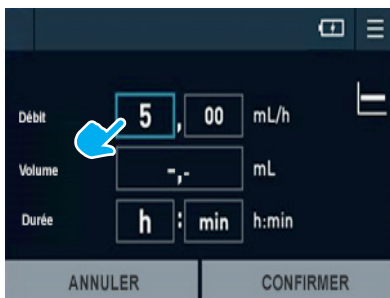 Débit 5 , 00 mL/h
Volume -,- mL
Durée h : min h:min
ANNULER CONFIRMER